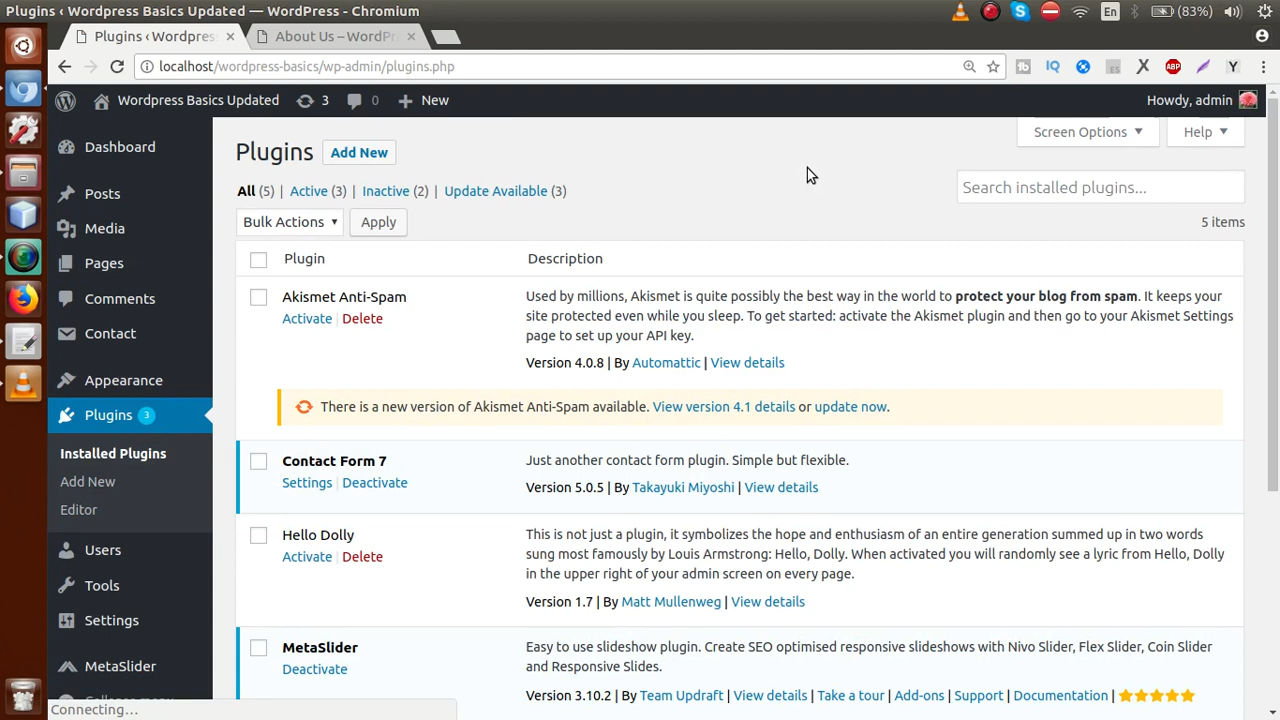 Plugins ‹ Wordpress Basics Updated — WordPress - Chromium
En
(83%)
Plugins ‹ Wordpres
About Us – WordPr
localhost/wordpress-basics/wp-admin/plugins.php
ABP
Wordpress Basics Updated
3
0
New
Howdy, admin
Dashboard
Posts
Media
Pages
Comments
Contact
Appearance
Plugins 3
Installed Plugins
Add New
Editor
Users
Tools
Settings
MetaSlider
Collapse menu
Plugins
Add New
Screen Options
Help
All (5) | Active (3) | Inactive (2) | Update Available (3)
Search installed plugins...
Bulk Actions
Apply
5 items
Plugin
Description
Akismet Anti-Spam
Activate | Delete
Used by millions, Akismet is quite possibly the best way in the world to protect your blog from spam. It keeps your
site protected even while you sleep. To get started: activate the Akismet plugin and then go to your Akismet Settings
page to set up your API key.
Version 4.0.8 | By Automattic | View details
There is a new version of Akismet Anti-Spam available. View version 4.1 details or update now.
Contact Form 7
Settings | Deactivate
Just another contact form plugin. Simple but flexible.
Version 5.0.5 | By Takayuki Miyoshi | View details
Hello Dolly
Activate | Delete
This is not just a plugin, it symbolizes the hope and enthusiasm of an entire generation summed up in two words
sung most famously by Louis Armstrong: Hello, Dolly. When activated you will randomly see a lyric from Hello, Dolly
in the upper right of your admin screen on every page.
Version 1.7 | By Matt Mullenweg | View details
MetaSlider
Deactivate
Easy to use slideshow plugin. Create SEO optimised responsive slideshows with Nivo Slider, Flex Slider, Coin Slider
and Responsive Slides.
Version 3.10.2 | By Team Updraft | View details | Take a tour | Add-ons | Support | Documentation |
Connecting…